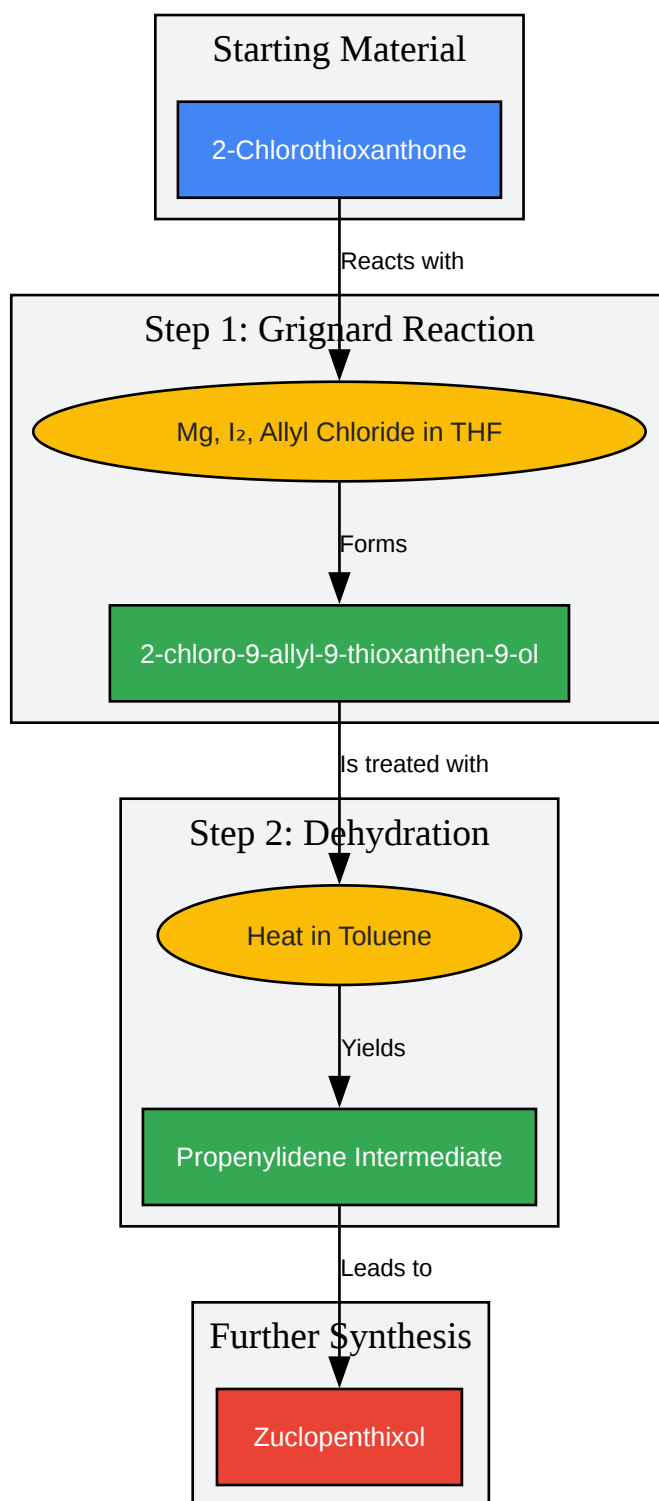 Starting Material
2-Chlorothioxanthone
Reacts with
Step 1: Grignard Reaction
Mg, I₂, Allyl Chloride in THF
Forms
2-chloro-9-allyl-9-thioxanthen-9-ol
Is treated with
Step 2: Dehydration
Heat in Toluene
Yields
Propenylidene Intermediate
Leads to
Further Synthesis
Zuclopenthixol